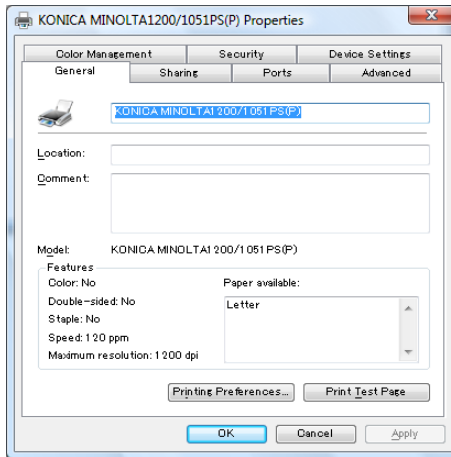 KONICA MINOLTA1200/1051PS(P) Properties
Color Management Security Device Settings
General Sharing Ports Advanced
KONICA MINOLTA1200/1051PS(P)
Location:
Comment:
Model: KONICA MINOLTA1200/1051PS(P)
Features
Color: No Paper available:
Double-sided: No Letter
Staple: No
Speed: 120 ppm
Maximum resolution: 1200 dpi
Printing Preferences... Print Test Page
OK Cancel Apply